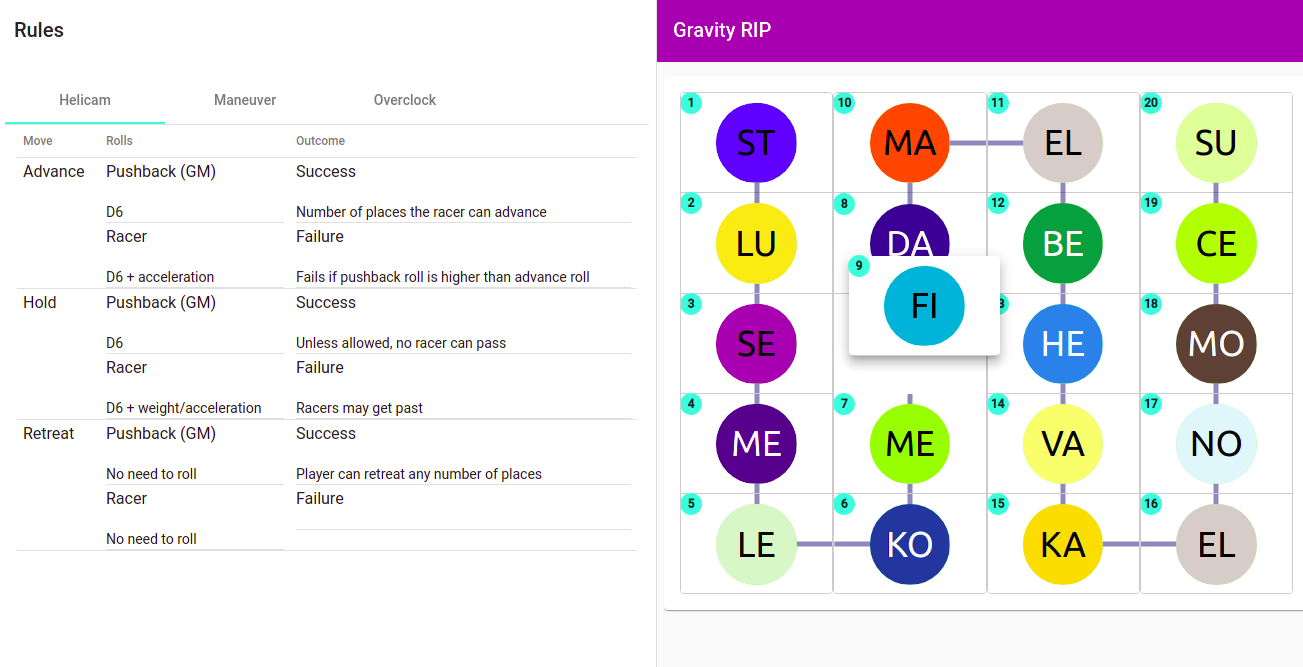 Rules
Helicam Maneuver Overclock
Move Rolls Outcome
Advance Pushback (GM) Success
D6 Number of places the racer can advance
Racer Failure
D6 + acceleration Fails if pushback roll is higher than advance roll
Hold Pushback (GM) Success
D6 Unless allowed, no racer can pass
Racer Failure
D6 + weight/acceleration Racers may get past
Retreat Pushback (GM) Success
No need to roll Player can retreat any number of places
Racer Failure
No need to roll
Gravity RIP
1 ST 10 MA 11 EL 20 SU
2 LU 8 DA 12 BE 19 CE
9 FI
3 SE 3 HE 18 MO
4 ME 7 ME 14 VA 17 NO
5 LE 6 KO 15 KA 16 EL